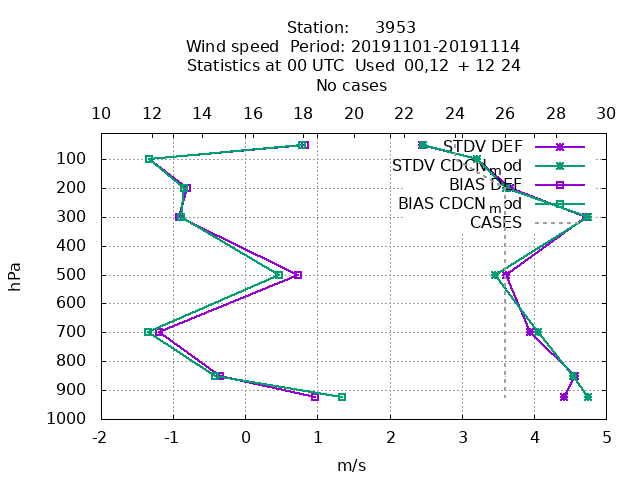 Station: 3953
Wind speed Period: 20191101-20191114
Statistics at 00 UTC Used 00,12 + 12 24
No cases
10 12 14 16 18 20 22 24 26 28 30
STDV DEF
STDV CDCN_mod
BIAS DEF
BIAS CDCN_mod
CASES
100
200
300
400
500
600
700
800
900
1000
hPa
-2 -1 0 1 2 3 4 5
m/s